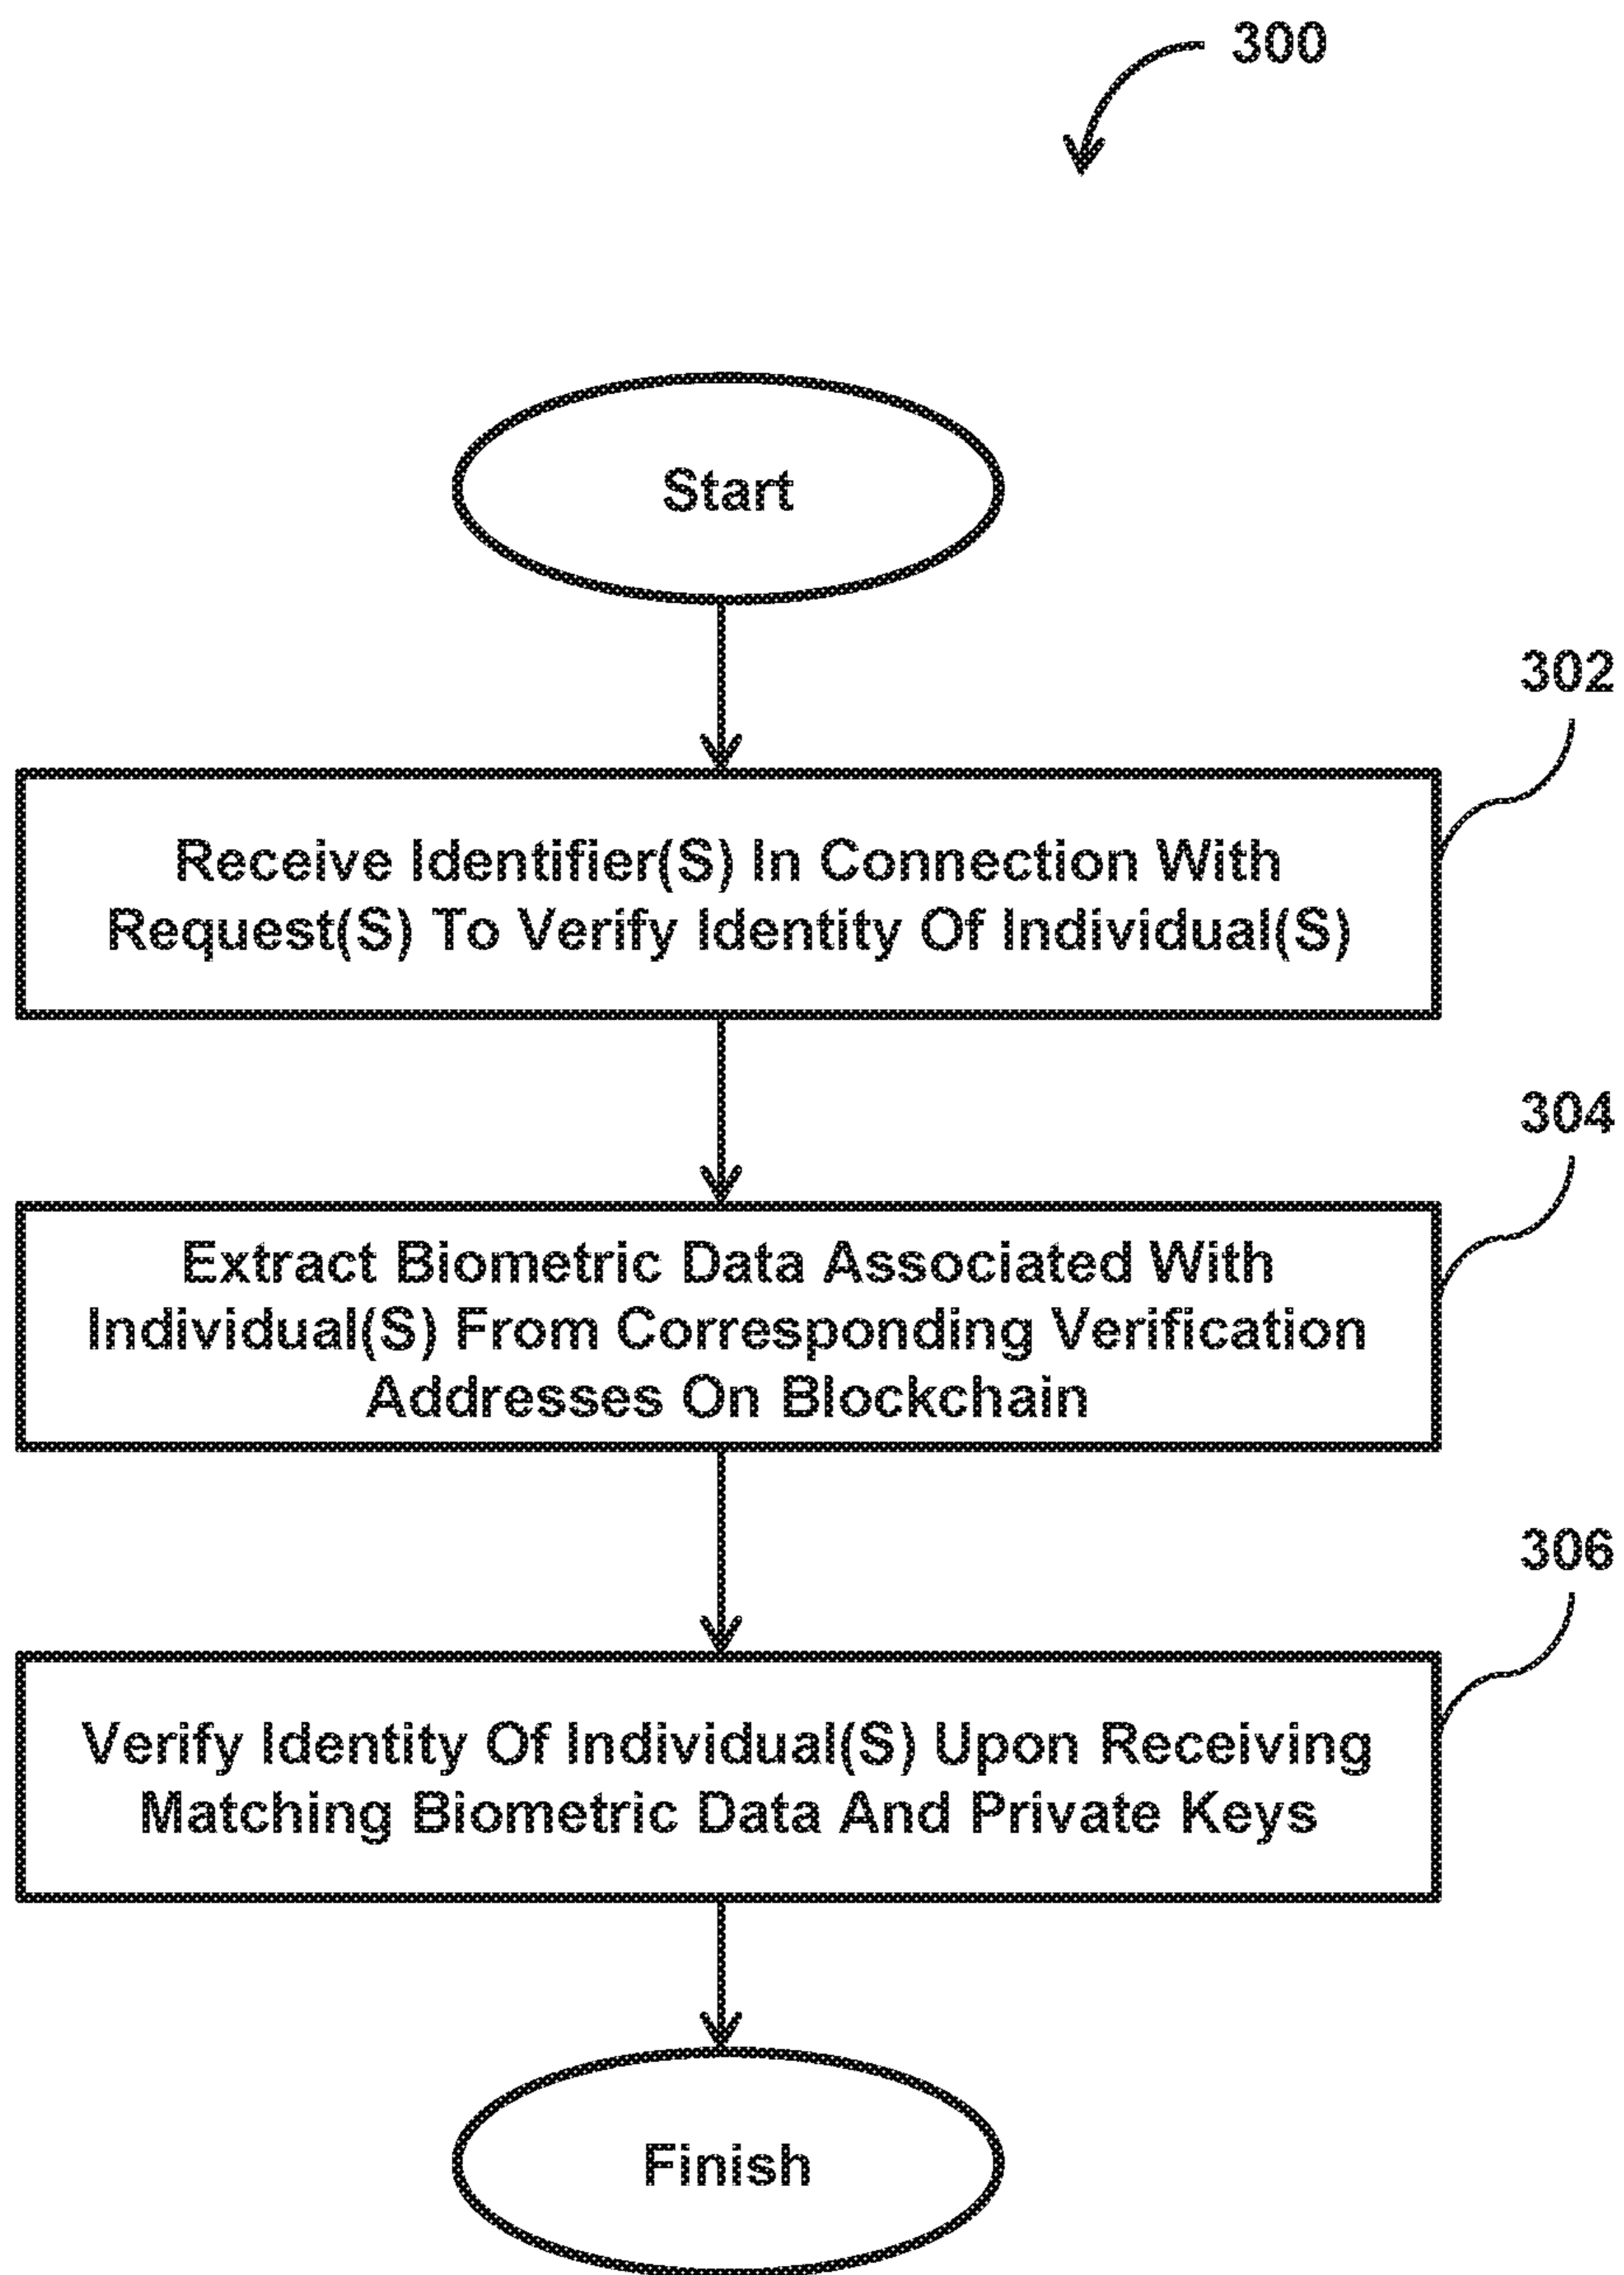 300
Start
302
Receive Identifier(S) In Connection With
Request(S) To Verify Identity Of Individual(S)
304
Extract Biometric Data Associated With
Individual(S) From Corresponding Verification
Addresses On Blockchain
306
Verify Identity Of Individual(S) Upon Receiving
Matching Biometric Data And Private Keys
Finish